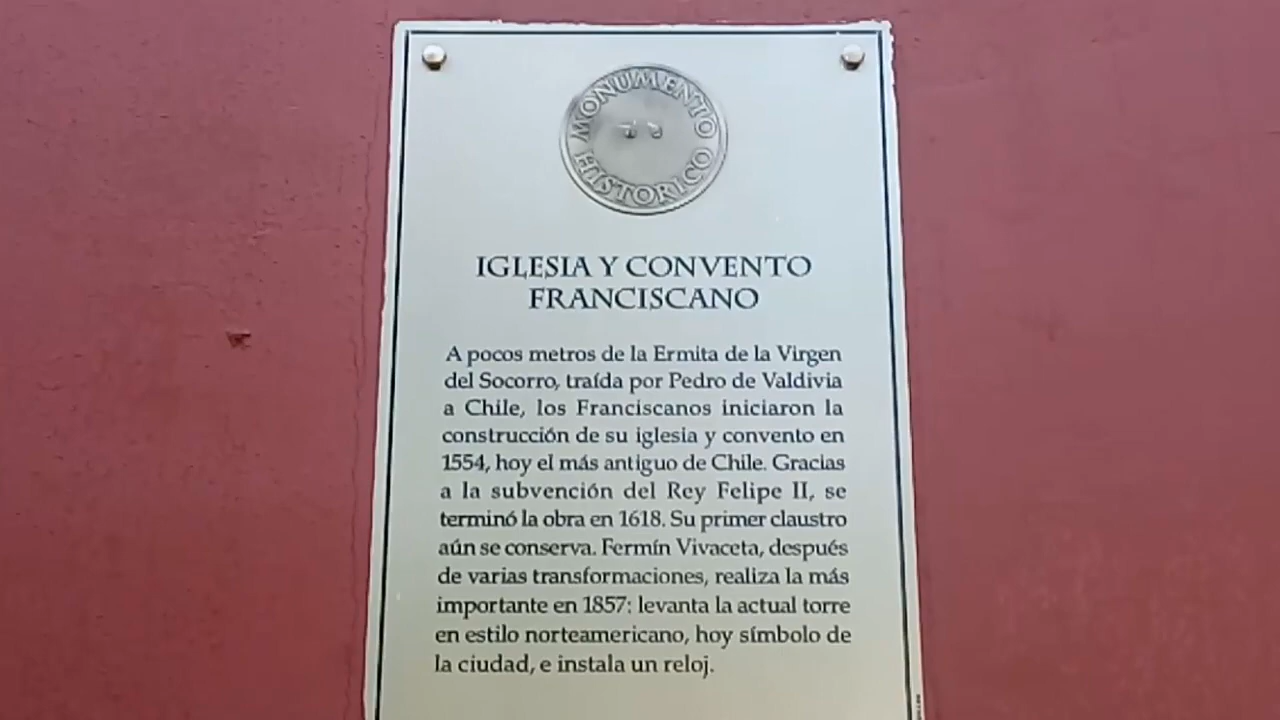 MONUMENTO
HISTORICO
IGLESIA Y CONVENTO
FRANCISCANO
A pocos metros de la Ermita de la Virgen
del Socorro, traída por Pedro de Valdivia
a Chile, los Franciscanos iniciaron la
construcción de su iglesia y convento en
1554, hoy el más antiguo de Chile. Gracias
a la subvención del Rey Felipe II, se
terminó la obra en 1618. Su primer claustro
aún se conserva. Fermín Vivaceta, después
de varias transformaciones, realiza la más
importante en 1857: levanta la actual torre
en estilo norteamericano, hoy símbolo de
la ciudad, e instala un reloj.